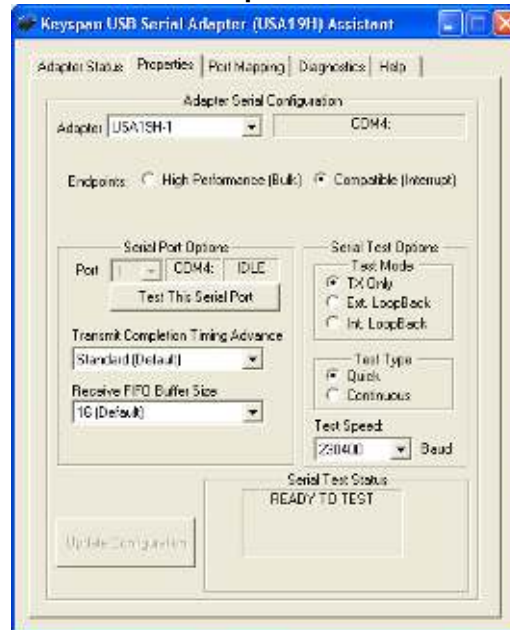 Keyspan USB Serial Adapter (USA19H) Assistant
Adapter Status Properties Port Mapping Diagnostics Help
Adapter Serial Configuration
Adapter USA19H-1 COM4:
Endpoints: High Performance (Bulk) Compatible (Interrupt)
Serial Port Options
Port 1 COM4: IDLE
Test This Serial Port
Transmit Completion Timing Advance
Standard (Default)
Receive FIFO Buffer Size
16 (Default)
Serial Test Options
Test Mode
TX Only
Ext. LoopBack
Int. LoopBack
Test Type
Quick
Continuous
Test Speed:
230400 Baud
Serial Test Status
READY TO TEST
Update Configuration